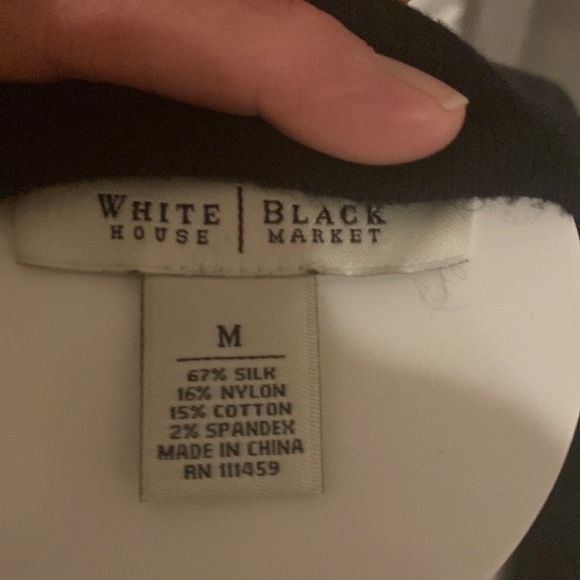 WHITE | BLACK
HOUSE | MARKET
M
67% SILK
16% NYLON
15% COTTON
2% SPANDEX
MADE IN CHINA
RN 111459